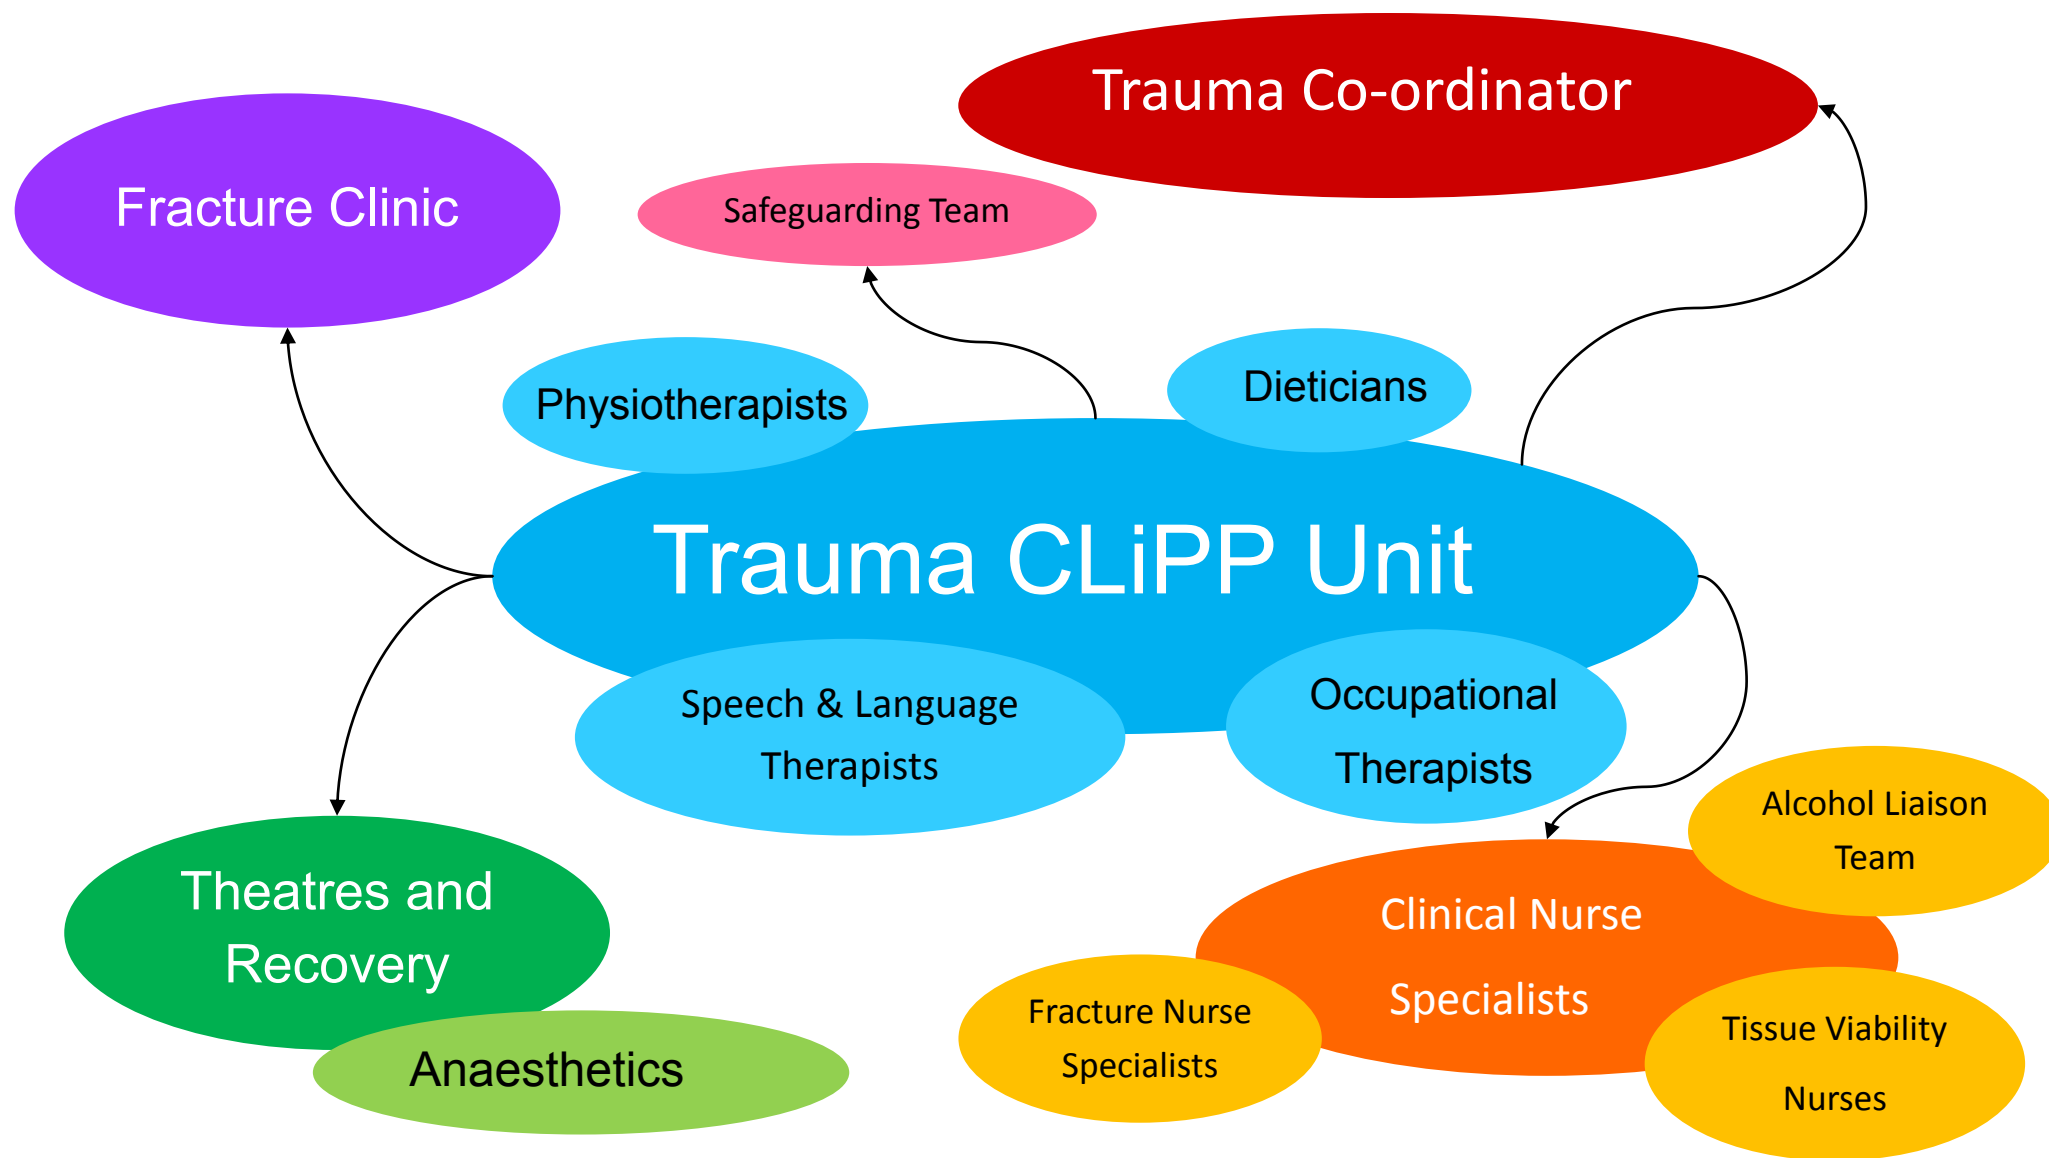 Trauma Co-ordinator
Fracture Clinic
Safeguarding Team
Physiotherapists
Dieticians
Trauma CLiPP Unit
Speech & Language
Therapists
Occupational
Therapists
Alcohol Liaison
Team
Theatres and
Recovery
Clinical Nurse
Specialists
Anaesthetics
Fracture Nurse
Specialists
Tissue Viability
Nurses